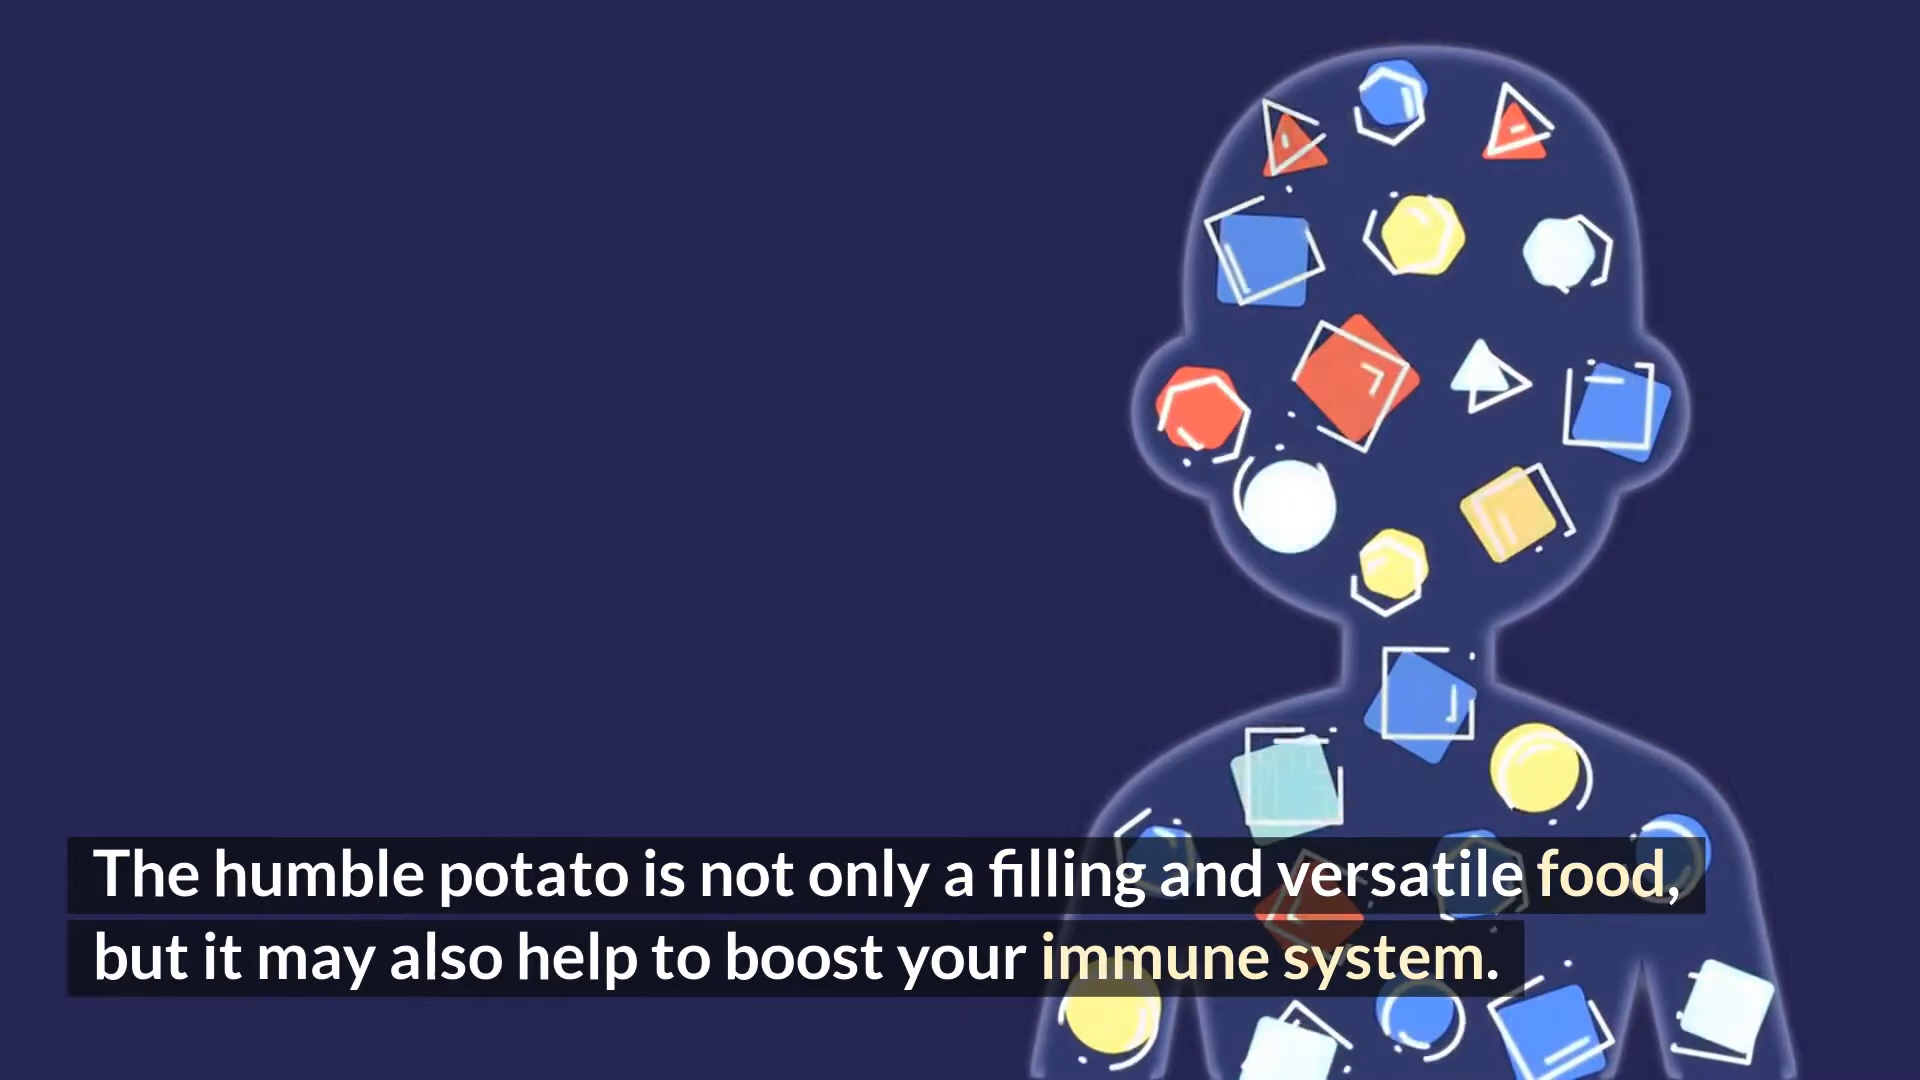 The humble potato is not only a filling and versatile food,
but it may also help to boost your immune system.